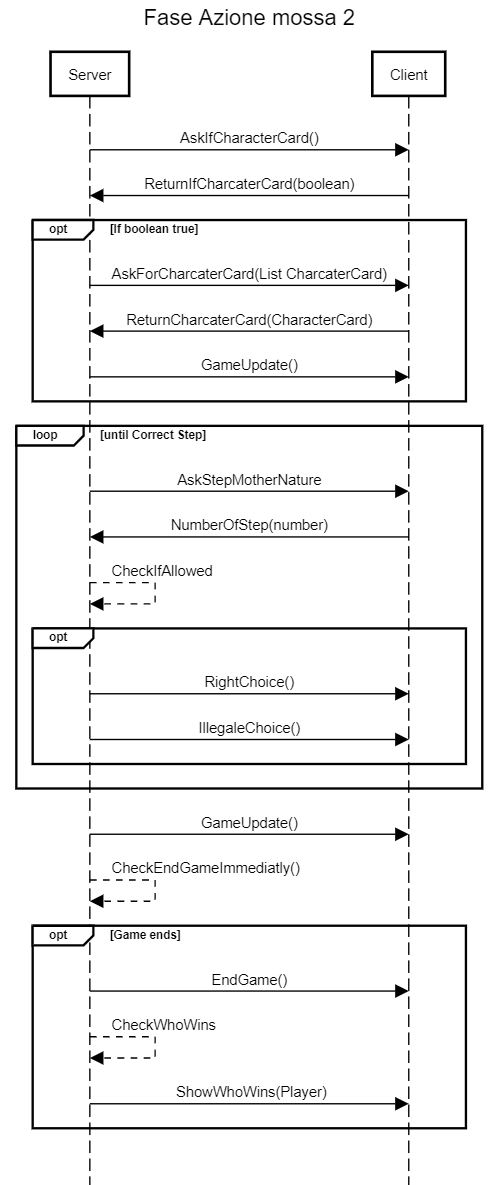 Fase Azione mossa 2
Server Client
AskIfCharacterCard()
ReturnIfCharcaterCard(boolean)
opt [If boolean true]
AskForCharcaterCard(List CharcaterCard)
ReturnCharcaterCard(CharacterCard)
GameUpdate()
loop [until Correct Step]
AskStepMotherNature
NumberOfStep(number)
CheckIfAllowed
opt
RightChoice()
IllegaleChoice()
GameUpdate()
CheckEndGameImmediatly()
opt [Game ends]
EndGame()
CheckWhoWins
ShowWhoWins(Player)